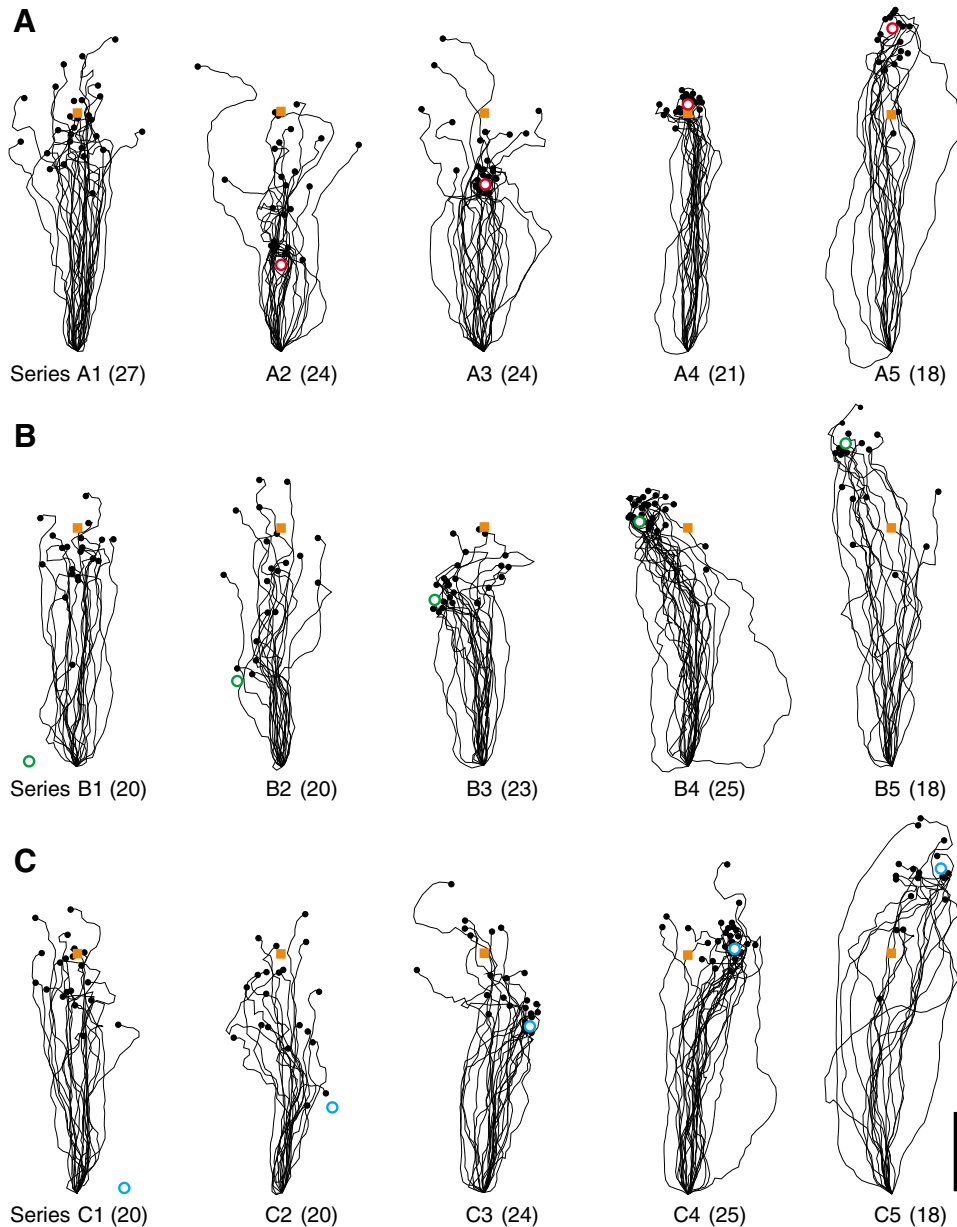 A
Series A1 (27) A2 (24) A3 (24) A4 (21) A5 (18)
B
Series B1 (20) B2 (20) B3 (23) B4 (25) B5 (18)
C
Series C1 (20) C2 (20) C3 (24) C4 (25) C5 (18)